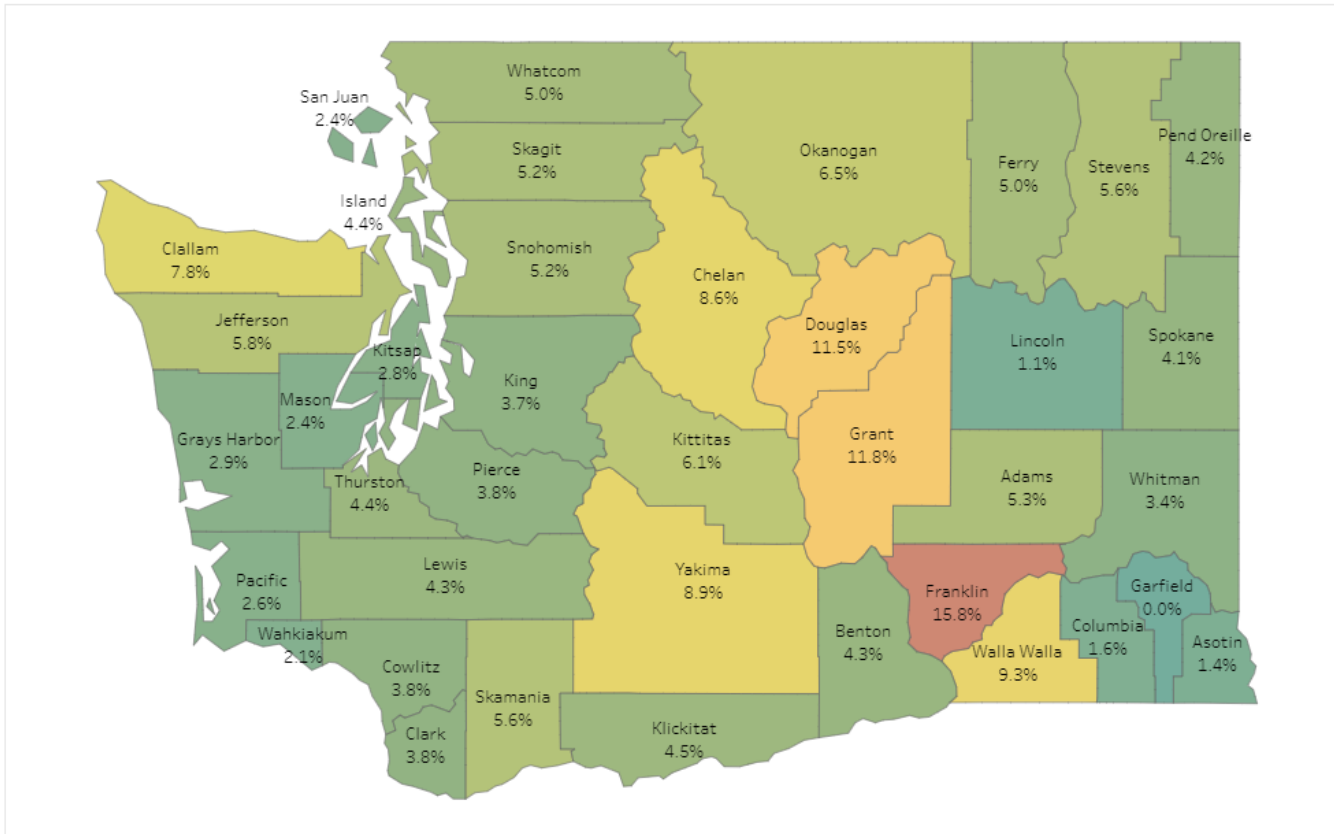 Whatcom
5.0%
San Juan
2.4%
Skagit
5.2%
Okanogan
6.5%
Ferry
5.0%
Stevens
5.6%
Pend Oreille
4.2%
Island
4.4%
Clallam
7.8%
Snohomish
5.2%
Chelan
8.6%
Jefferson
5.8%
Douglas
11.5%
Lincoln
1.1%
Spokane
4.1%
Kitsap
2.8%
King
3.7%
Mason
2.4%
Grays Harbor
2.9%
Kittitas
6.1%
Grant
11.8%
Thurston
4.4%
Pierce
3.8%
Adams
5.3%
Whitman
3.4%
Lewis
4.3%
Yakima
8.9%
Pacific
2.6%
Franklin
15.8%
Garfield
0.0%
Wahkiakum
2.1%
Benton
4.3%
Columbia
1.6%
Asotin
1.4%
Walla Walla
9.3%
Cowlitz
3.8%
Skamania
5.6%
Clark
3.8%
Klickitat
4.5%